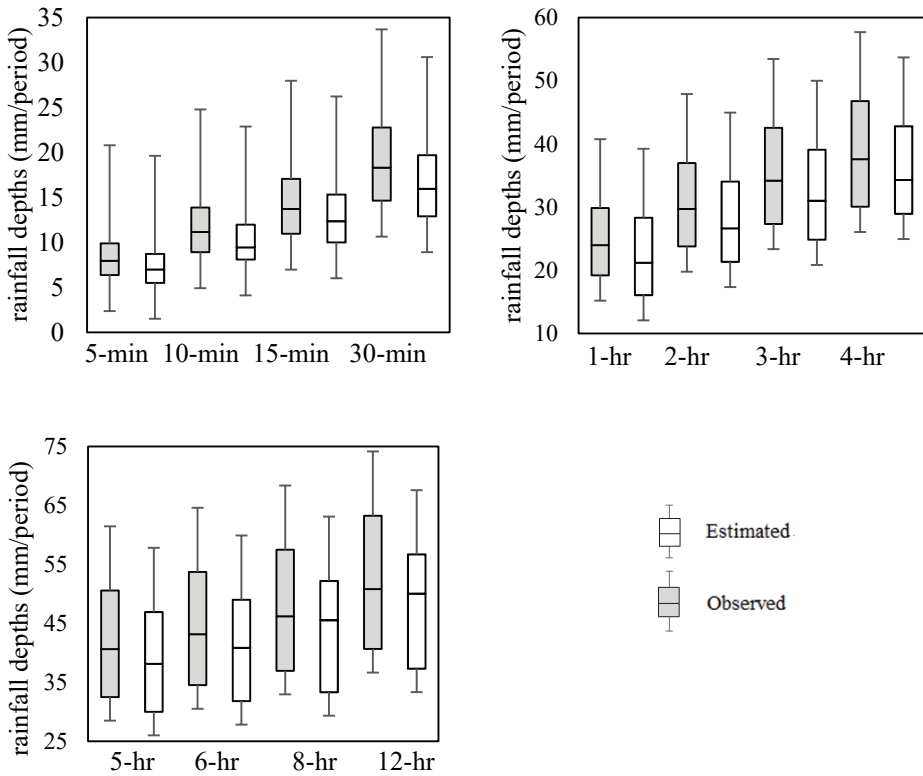 rainfall depths (mm/period)
35
30
25
20
15
10
5
0
5-min 10-min 15-min 30-min
rainfall depths (mm/period)
60
50
40
30
20
10
1-hr 2-hr 3-hr 4-hr
rainfall depths (mm/period)
75
65
55
45
35
25
5-hr 6-hr 8-hr 12-hr
Estimated
Observed